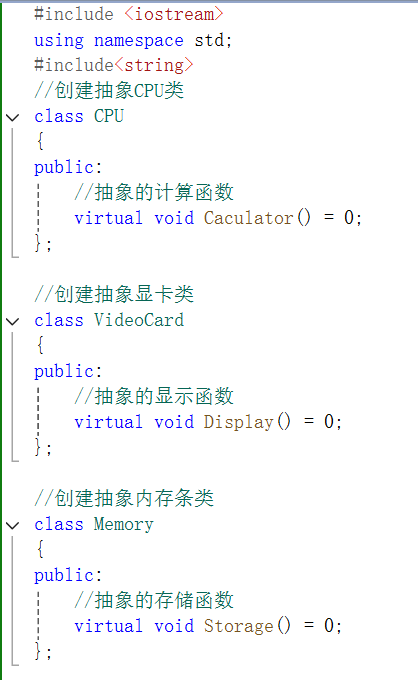 #include <iostream>
using namespace std;
#include<string>
//创建抽象CPU类
class CPU
{
public:
//抽象的计算函数
virtual void Caculator() = 0;
};
//创建抽象显卡类
class VideoCard
{
public:
//抽象的显示函数
virtual void Display() = 0;
};
//创建抽象内存条类
class Memory
{
public:
//抽象的存储函数
virtual void Storage() = 0;
};